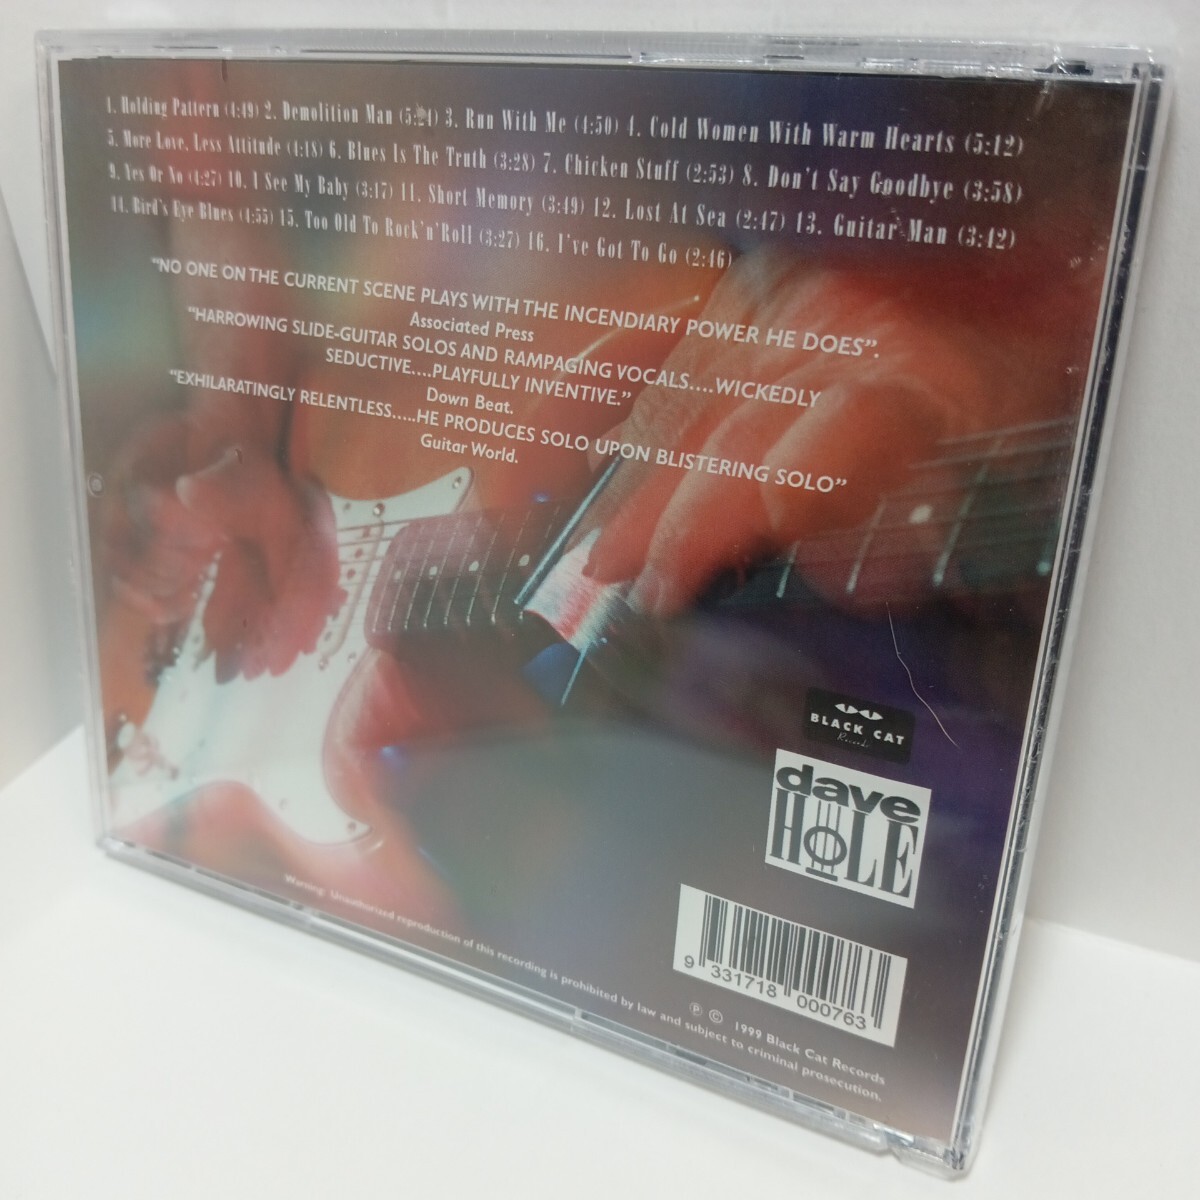 1. Holding Pattern (4:49) 2. Demolition Man (5:24) 3. Run With Me (4:50) 4. Cold Women With Warm Hearts (5:12)
5. More Love, Less Attitude (4:18) 6. Blues Is The Truth (3:28) 7. Chicken Stuff (2:53) 8. Don't Say Goodbye (3:58)
9. Yes Or No (4:27) 10. I See My Baby (3:17) 11. Short Memory (3:49) 12. Lost At Sea (2:47) 13. Guitar Man (3:42)
14. Bird's Eye Blues (4:55) 15. Too Old To Rock'n'Roll (3:27) 16. I've Got To Go (2:46)
"NO ONE ON THE CURRENT SCENE PLAYS WITH THE INCENDIARY POWER HE DOES".
Associated Press
"HARROWING SLIDE-GUITAR SOLOS AND RAMPAGING VOCALS....WICKEDLY
SEDUCTIVE....PLAYFULLY INVENTIVE."
Down Beat.
"EXHILARATINGLY RELENTLESS.....HE PRODUCES SOLO UPON BLISTERING SOLO"
Guitar World.
BLACK CAT
Records
dave
HOLE
9 331718 000763
℗ © 1999 Black Cat Records
Warning: Unauthorized reproduction of this recording is prohibited by law and subject to criminal prosecution.